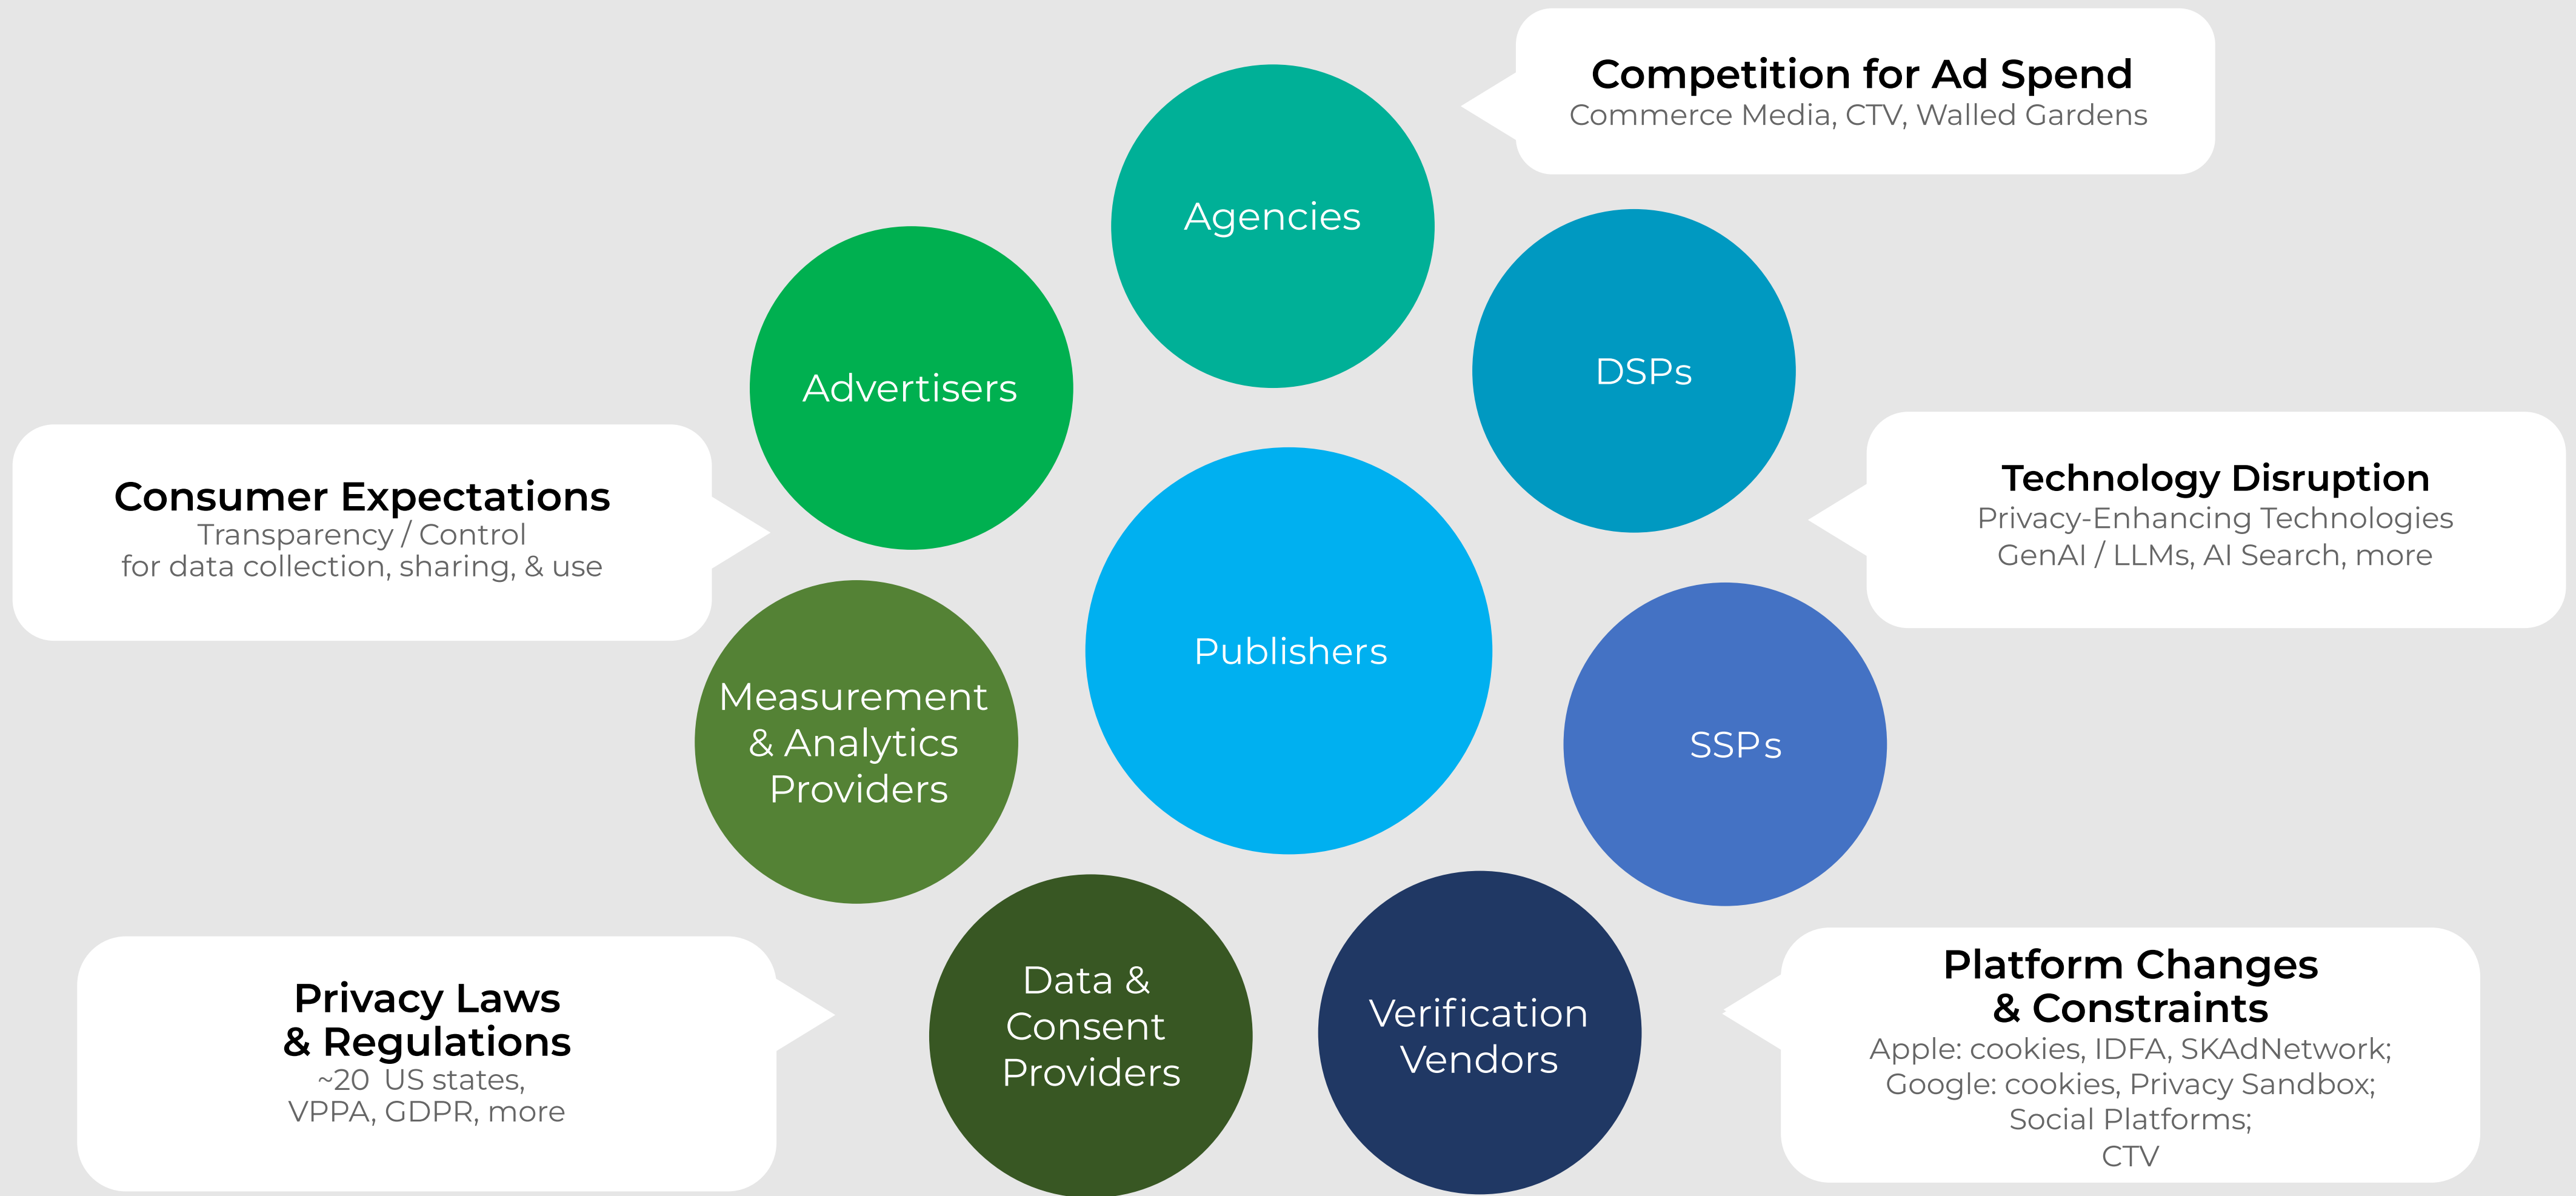 Competition for Ad Spend
Commerce Media, CTV, Walled Gardens
Agencies
Advertisers
DSPs
Consumer Expectations
Transparency / Control
for data collection, sharing, & use
Technology Disruption
Privacy-Enhancing Technologies
GenAI / LLMs, AI Search, more
Publishers
Measurement
& Analytics
Providers
SSPs
Privacy Laws
& Regulations
~20 US states,
VPPA, GDPR, more
Data &
Consent
Providers
Verification
Vendors
Platform Changes
& Constraints
Apple: cookies, IDFA, SKAdNetwork;
Google: cookies, Privacy Sandbox;
Social Platforms;
CTV